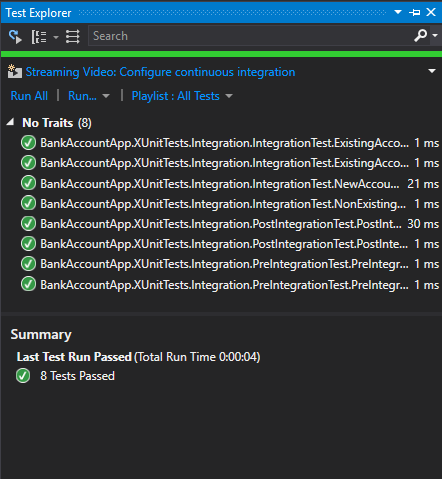 Test Explorer
Search
Streaming Video: Configure continuous integration
Run All | Run... | Playlist : All Tests
No Traits (8)
BankAccountApp.XUnitTests.Integration.IntegrationTest.ExistingAcco... 1 ms
BankAccountApp.XUnitTests.Integration.IntegrationTest.ExistingAcco... 1 ms
BankAccountApp.XUnitTests.Integration.IntegrationTest.NewAccou... 21 ms
BankAccountApp.XUnitTests.Integration.IntegrationTest.NonExisting... 1 ms
BankAccountApp.XUnitTests.Integration.PostIntegrationTest.PostInt... 30 ms
BankAccountApp.XUnitTests.Integration.PostIntegrationTest.PostInte... 1 ms
BankAccountApp.XUnitTests.Integration.PreIntegrationTest.PreIntegr... 1 ms
BankAccountApp.XUnitTests.Integration.PreIntegrationTest.PreIntegr... 1 ms
Summary
Last Test Run Passed (Total Run Time 0:00:04)
8 Tests Passed